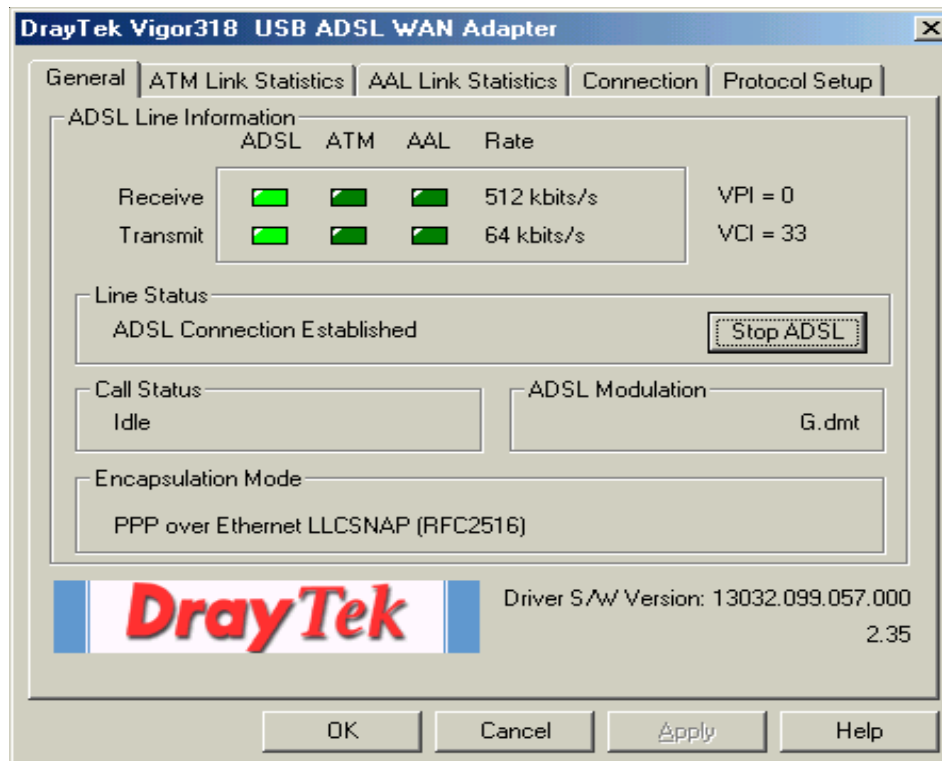 DrayTek Vigor318 USB ADSL WAN Adapter
General ATM Link Statistics AAL Link Statistics Connection Protocol Setup
ADSL Line Information
ADSL ATM AAL Rate
Receive 512 kbits/s VPI = 0
Transmit 64 kbits/s VCI = 33
Line Status
ADSL Connection Established Stop ADSL
Call Status ADSL Modulation
Idle G.dmt
Encapsulation Mode
PPP over Ethernet LLCSNAP (RFC2516)
DrayTek Driver S/W Version: 13032.099.057.000
2.35
OK Cancel Apply Help